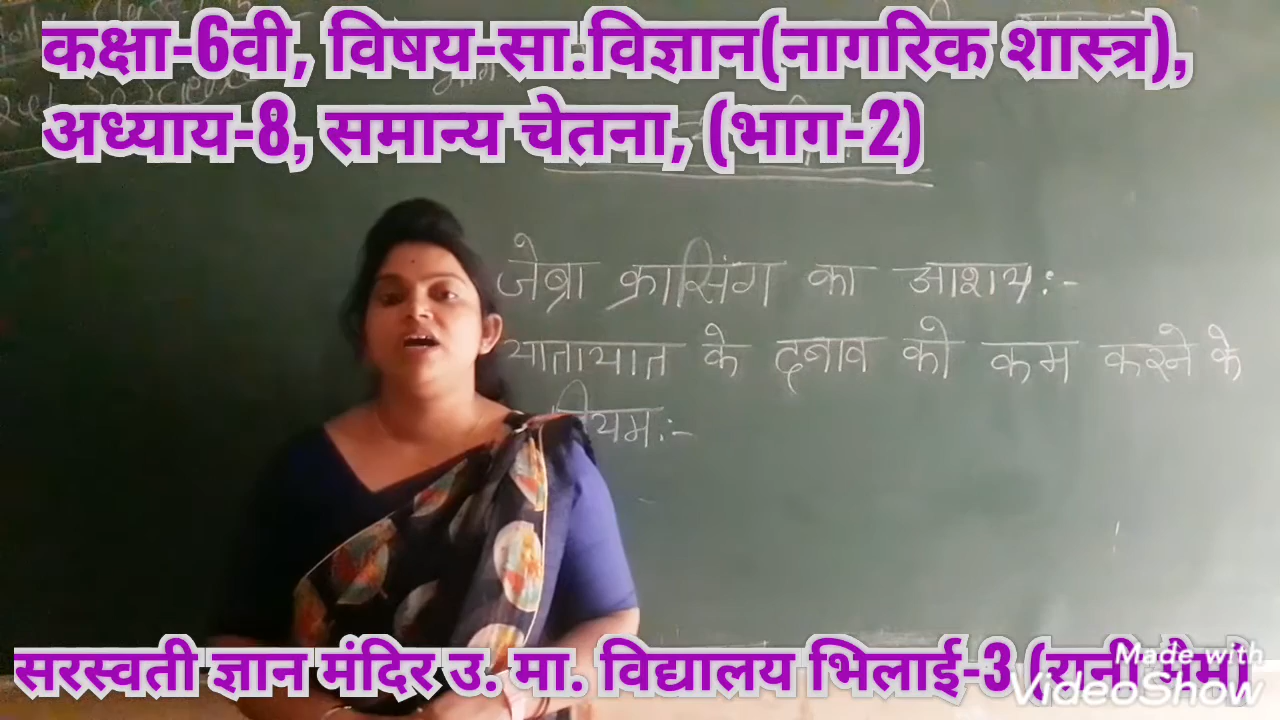 कक्षा-6वी, विषय-सा.विज्ञान(नागरिक शास्त्र),
अध्याय-8, समान्य चेतना, (भाग-2)
जेब्रा क्रासिंग का आशय:-
यातायात के दबाव को कम करने के
नियम:-
सरस्वती ज्ञान मंदिर उ. मा. विद्यालय भिलाई-3 (रानी मेम)
Made with
VideoShow